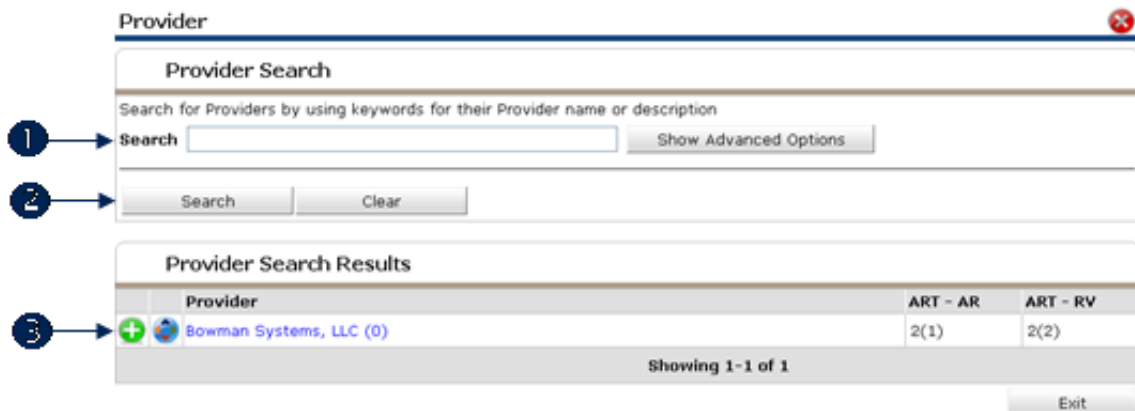 Provider
Provider Search
Search for Providers by using keywords for their Provider name or description
1 Search Show Advanced Options
2 Search Clear
Provider Search Results
Provider ART - AR ART - RV
3 Bowman Systems, LLC (0) 2(1) 2(2)
Showing 1-1 of 1
Exit